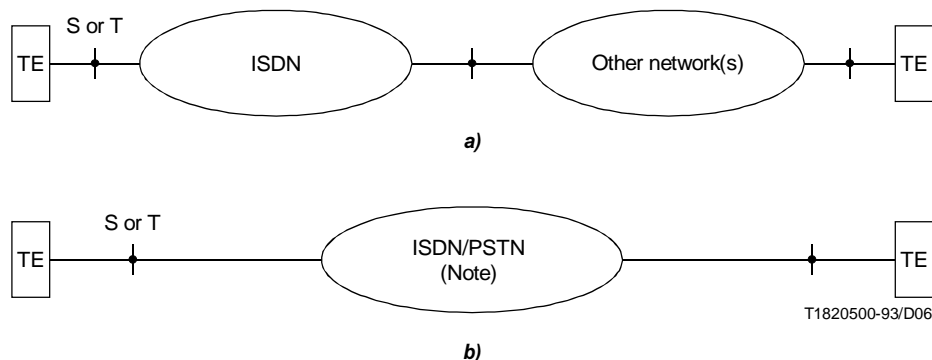 S or T
TE
ISDN
Other network(s)
TE
a)
S or T
TE
ISDN/PSTN
(Note)
TE
T1820500-93/D06
b)